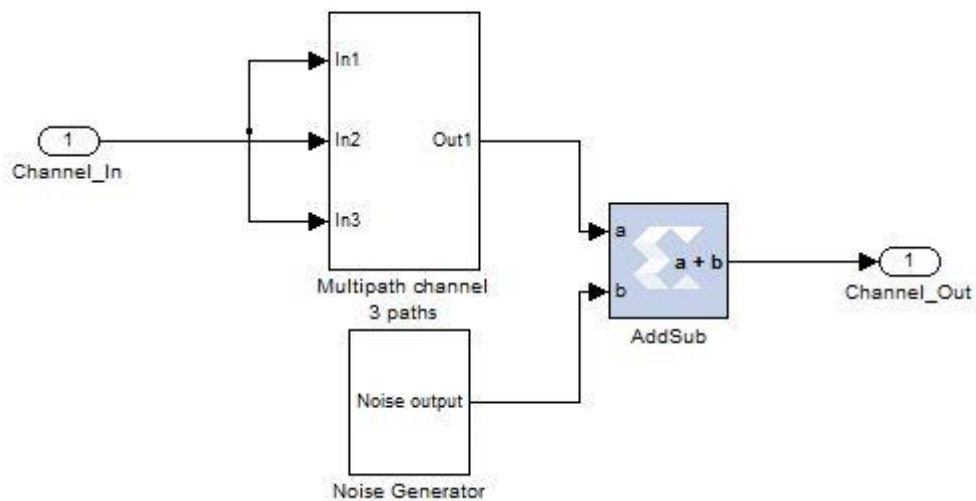 1
Channel_In
In1
In2
In3
Out1
Multipath channel
3 paths
Noise output
Noise Generator
a
b
a + b
AddSub
1
Channel_Out